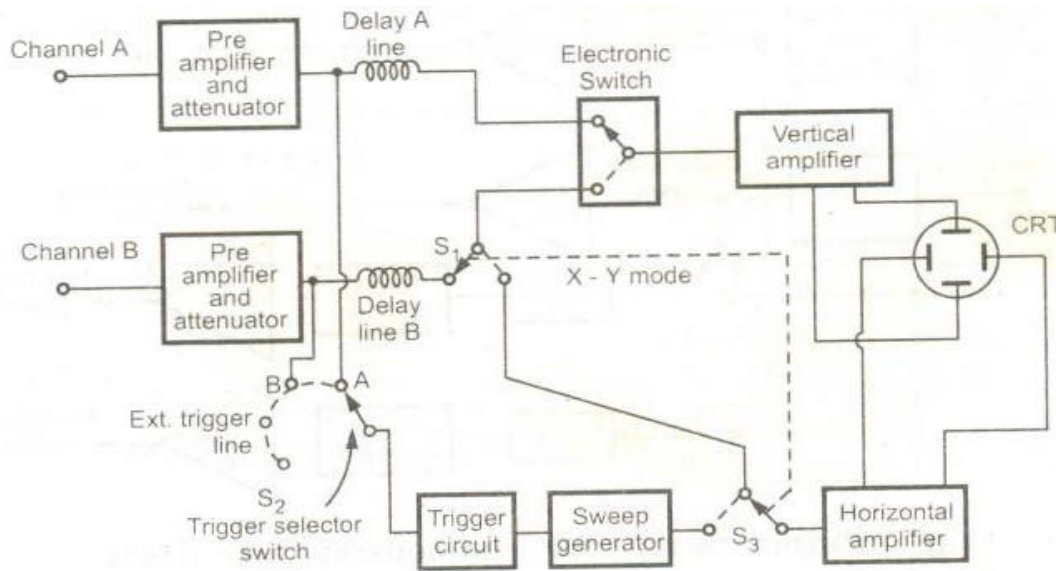 Channel A
Pre
amplifier
and
attenuator
Delay A
line
Electronic
Switch
Vertical
amplifier
CRT
Channel B
Pre
amplifier
and
attenuator
Delay
line B
S1
X - Y mode
B
A
Ext. trigger
line
S2
Trigger selector
switch
Trigger
circuit
Sweep
generator
S3
Horizontal
amplifier